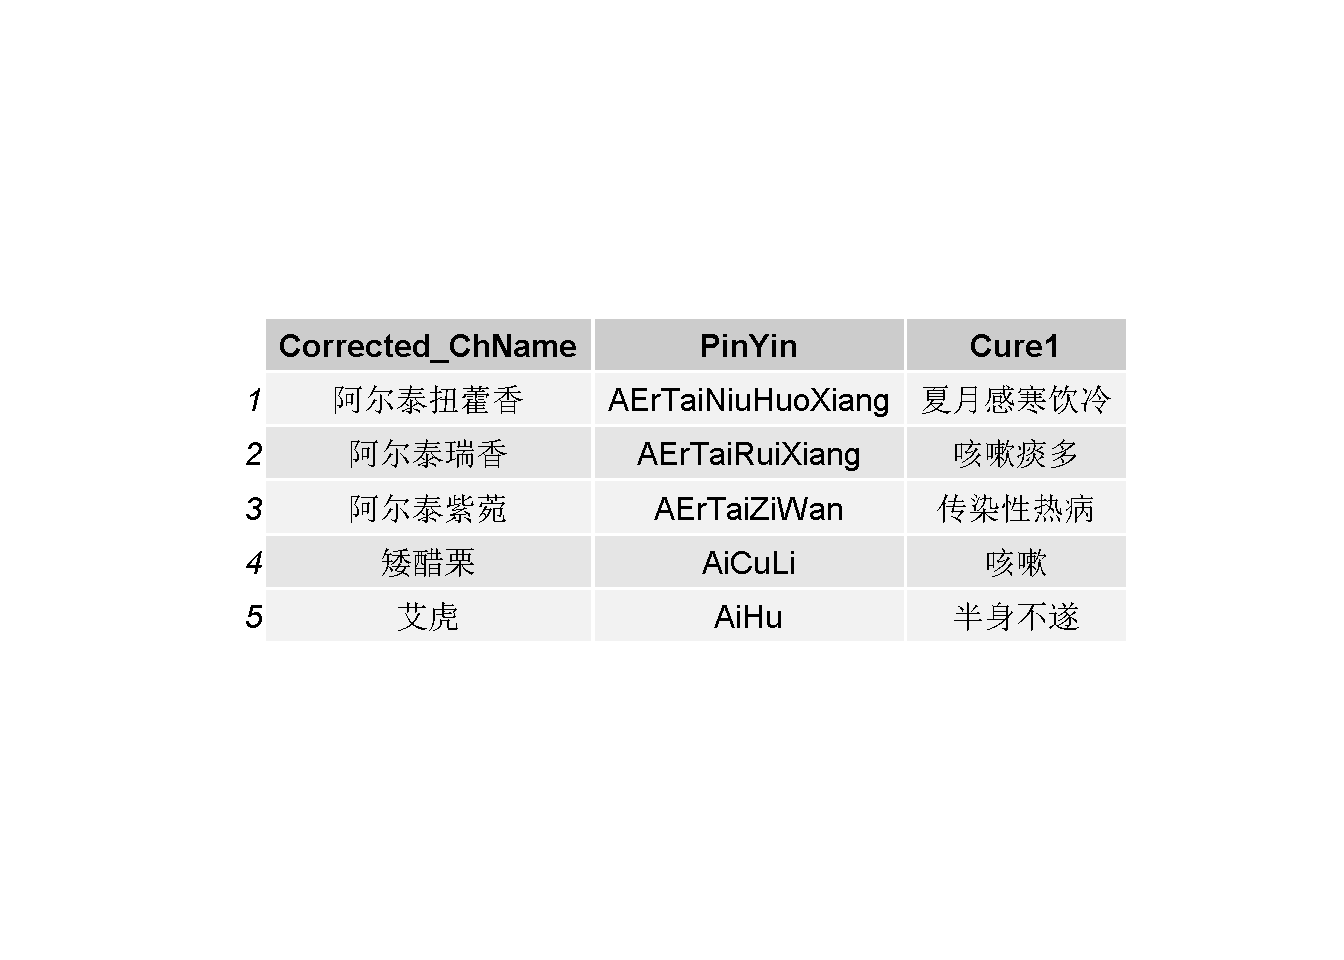 Corrected_ChName PinYin Cure1
1 阿尔泰扭藿香 AErTaiNiuHuoXiang 夏月感寒饮冷
2 阿尔泰瑞香 AErTaiRuiXiang 咳嗽痰多
3 阿尔泰紫菀 AErTaiZiWan 传染性热病
4 矮醋栗 AiCuLi 咳嗽
5 艾虎 AiHu 半身不遂